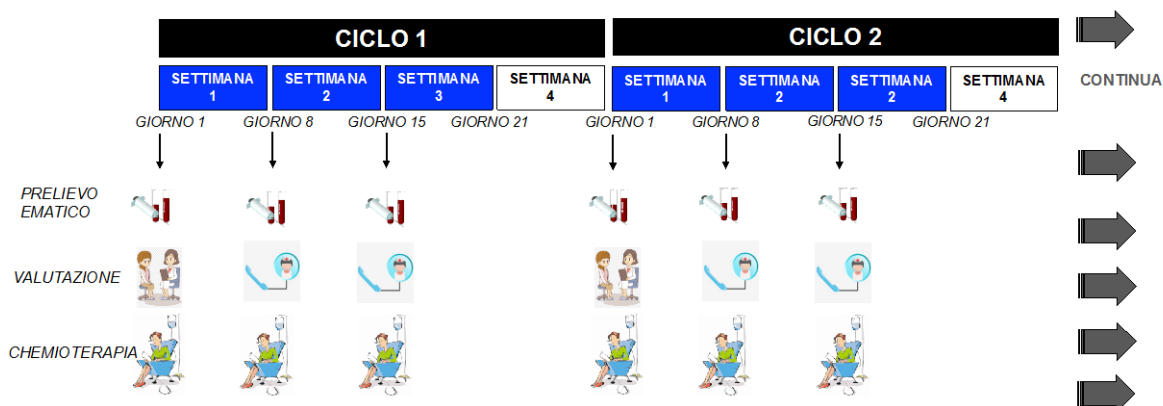 CICLO 1
CICLO 2
SETTIMANA
1
SETTIMANA
2
SETTIMANA
3
SETTIMANA
4
SETTIMANA
1
SETTIMANA
2
SETTIMANA
2
SETTIMANA
4
CONTINUA
GIORNO 1
GIORNO 8
GIORNO 15
GIORNO 21
GIORNO 1
GIORNO 8
GIORNO 15
GIORNO 21
PRELIEVO
EMATICO
VALUTAZIONE
CHEMIOTERAPIA